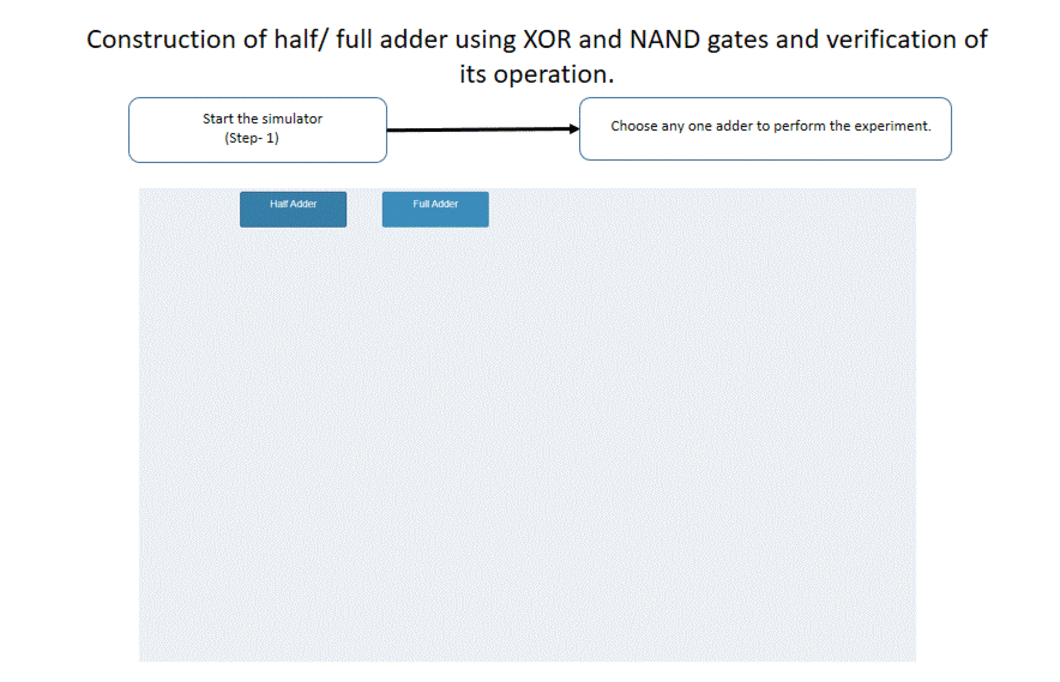 Construction of half/ full adder using XOR and NAND gates and verification of
its operation.
Start the simulator
(Step- 1)
Choose any one adder to perform the experiment.
Half Adder
Full Adder